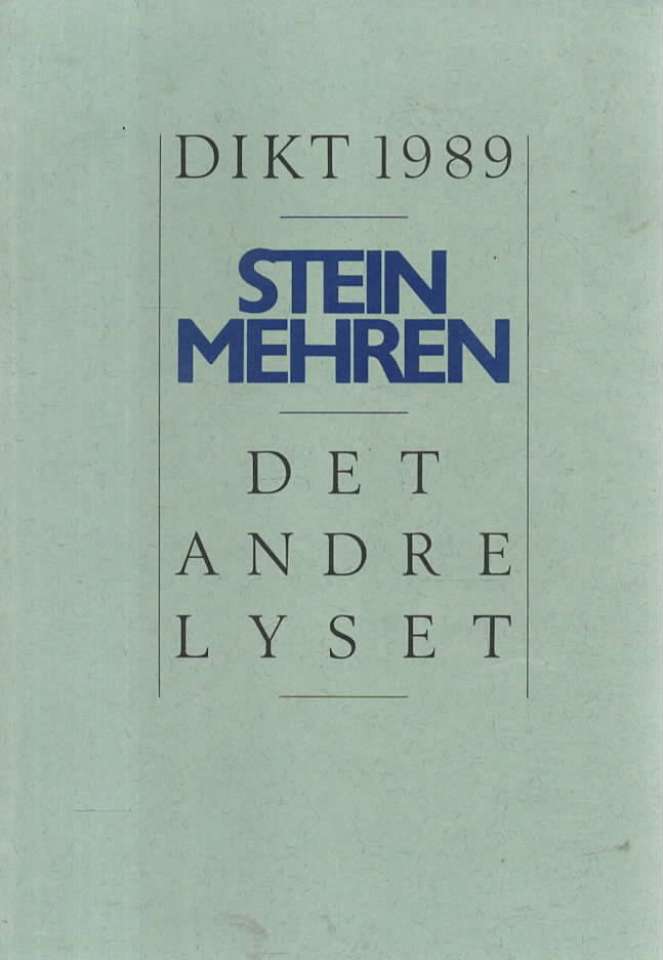 DIKT 1989
STEIN
MEHREN
DET
ANDRE
LYSET